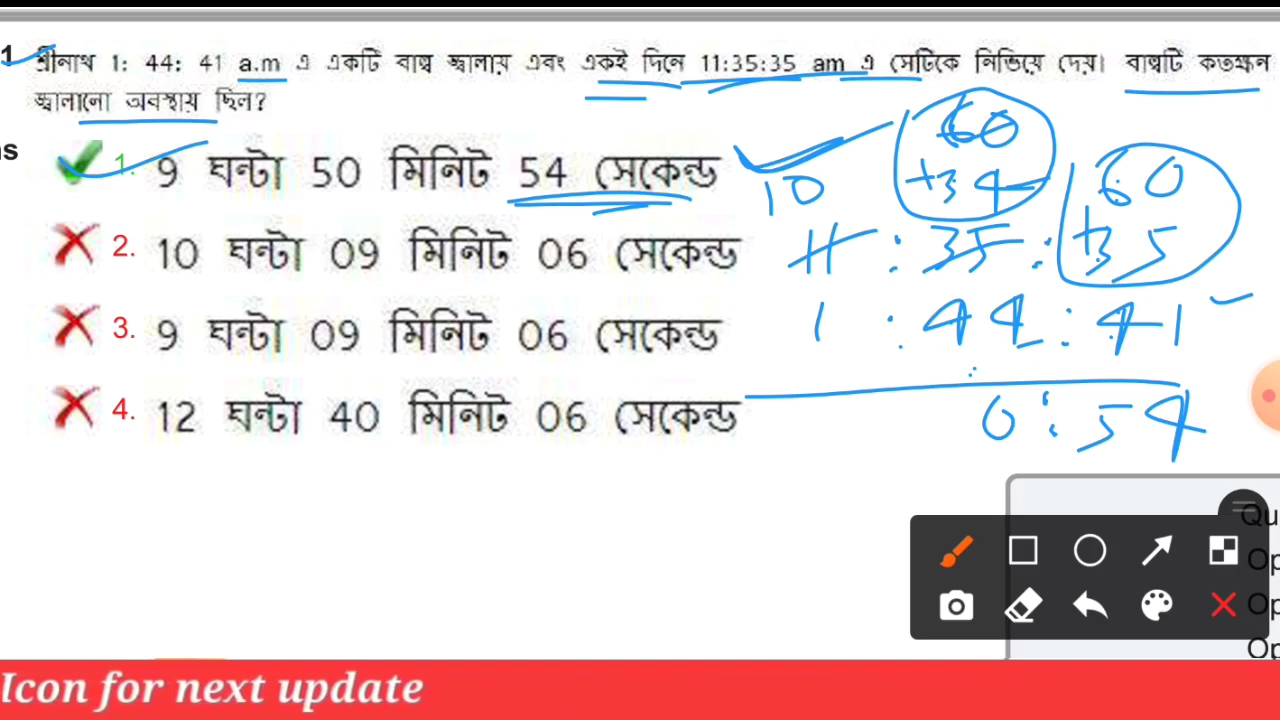 1 শ্রীনাথ 1: 44: 41 a.m এ একটি বাল্ব জ্বালায় এবং একই দিনে 11:35:35 am এ সেটিকে নিভিয়ে দেয়। বাল্বটি কতক্ষন
জ্বালানো অবস্থায় ছিল?
ns
1. 9 ঘন্টা 50 মিনিট 54 সেকেন্ড
2. 10 ঘন্টা 09 মিনিট 06 সেকেন্ড
3. 9 ঘন্টা 09 মিনিট 06 সেকেন্ড
4. 12 ঘন্টা 40 মিনিট 06 সেকেন্ড
60
10 +34 60
11 : 35 : +35
1 : 44 : 41
0 : 54
Qu
Op
Op
Op
Icon for next update